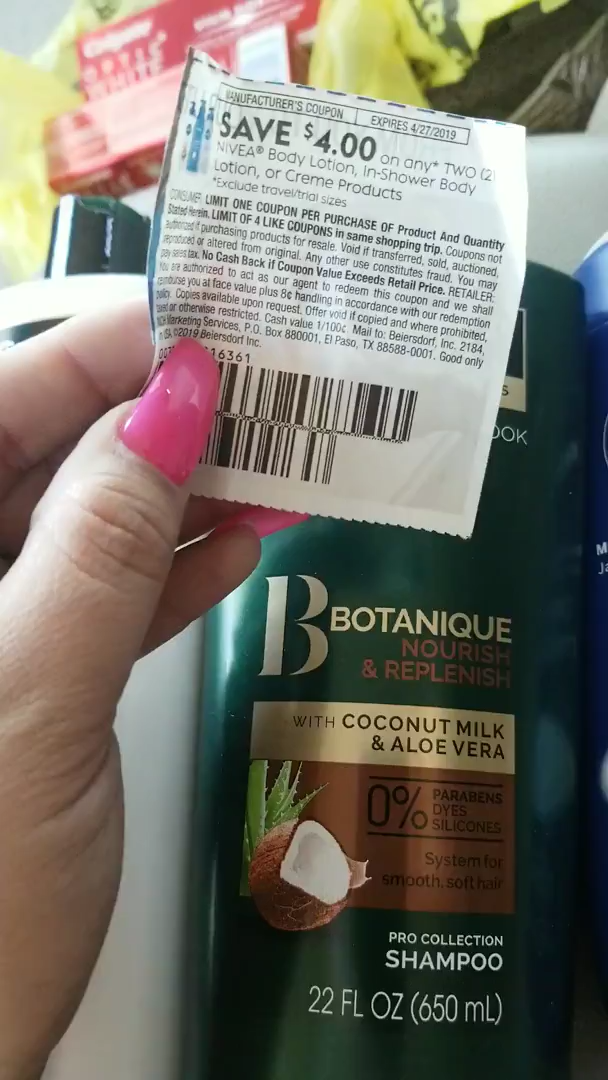 Colgate
OPTIC
WHITE
MANUFACTURER'S COUPON EXPIRES 4/27/2019
SAVE $4.00 on any* TWO (2)
NIVEA® Body Lotion, In-Shower Body
Lotion, or Creme Products
*Exclude travel/trial sizes
CONSUMER: LIMIT ONE COUPON PER PURCHASE OF Product And Quantity
Stated Herein. LIMIT OF 4 LIKE COUPONS in same shopping trip. Coupons not
authorized if purchasing products for resale. Void if transferred, sold, auctioned,
reproduced or altered from original. Any other use constitutes fraud. You may
pay sales tax. No Cash Back if Coupon Value Exceeds Retail Price. RETAILER:
You are authorized to act as our agent to redeem this coupon and we shall
reimburse you at face value plus 8¢ handling in accordance with our redemption
policy. Copies available upon request. Offer void if copied and where prohibited,
taxed or otherwise restricted. Cash value 1/100¢. Mail to: Beiersdorf, Inc. 2184,
NCH Marketing Services, P.O. Box 880001, El Paso, TX 88588-0001. Good only
in USA. ©2019 Beiersdorf Inc.
16361
S
OOK
B BOTANIQUE
NOURISH
& REPLENISH
WITH COCONUT MILK
& ALOE VERA
0% PARABENS
DYES
SILICONES
System for
smooth, soft hair
PRO COLLECTION
SHAMPOO
22 FL OZ (650 mL)